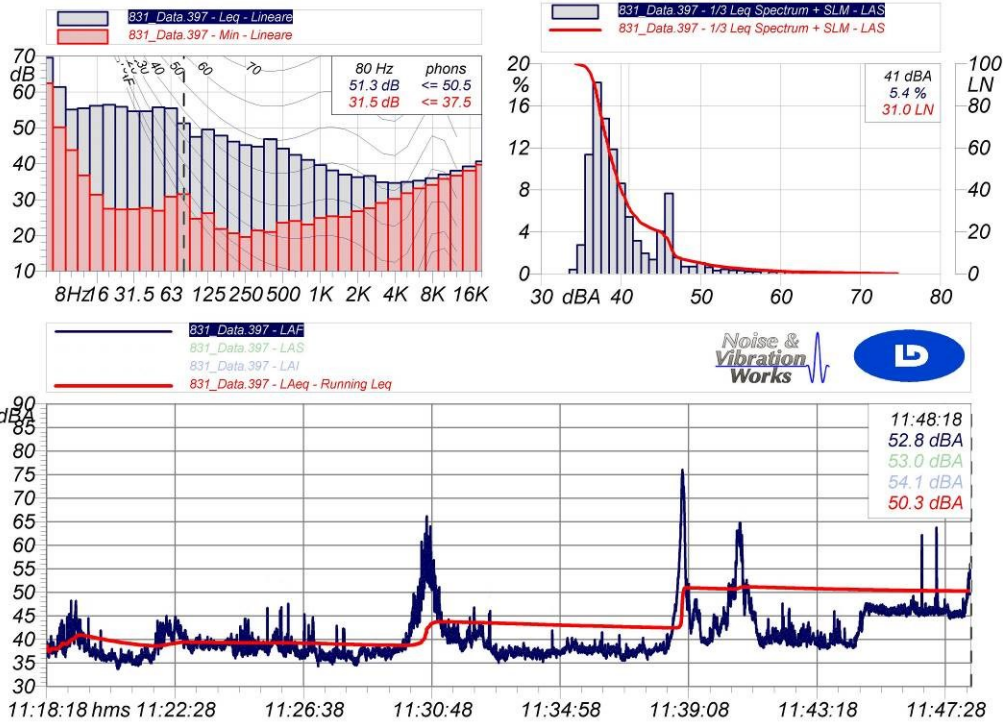 831_Data.397 - Leq - Lineare
831_Data.397 - Min - Lineare
70
dB
60
50
40
30
20
10
20 30 40 50 60 70
80 Hz phons
51.3 dB <= 50.5
31.5 dB <= 37.5
8Hz 16 31.5 63 125 250 500 1K 2K 4K 8K 16K
831_Data.397 - 1/3 Leq Spectrum + SLM - LAS
831_Data.397 - 1/3 Leq Spectrum + SLM - LAS
20
%
16
12
8
4
0
100
LN
80
60
40
20
0
41 dBA
5.4 %
31.0 LN
30 dBA 40 50 60 70 80
831_Data.397 - LAF
831_Data.397 - LAS
831_Data.397 - LAI
831_Data.397 - LAeq - Running Leq
Noise &
Vibration
Works
LD
90
dBA
85
80
75
70
65
60
55
50
45
40
35
30
11:48:18
52.8 dBA
53.0 dBA
54.1 dBA
50.3 dBA
11:18:18 hms 11:22:28 11:26:38 11:30:48 11:34:58 11:39:08 11:43:18 11:47:28